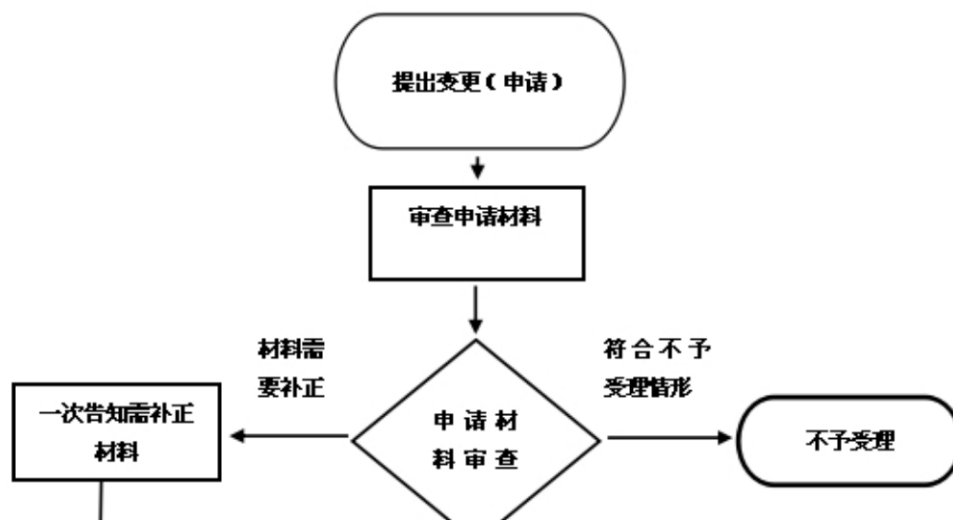 提出变更（申请）
审查申请材料
材料需
要补正
符合不予
受理情形
一次告知需补正
材料
申请材
料审查
不予受理